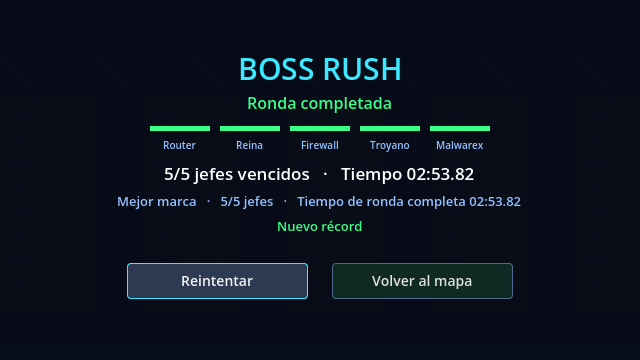 BOSS RUSH
Ronda completada
Router Reina Firewall Troyano Malwarex
5/5 jefes vencidos · Tiempo 02:53.82
Mejor marca · 5/5 jefes · Tiempo de ronda completa 02:53.82
Nuevo récord
Reintentar Volver al mapa